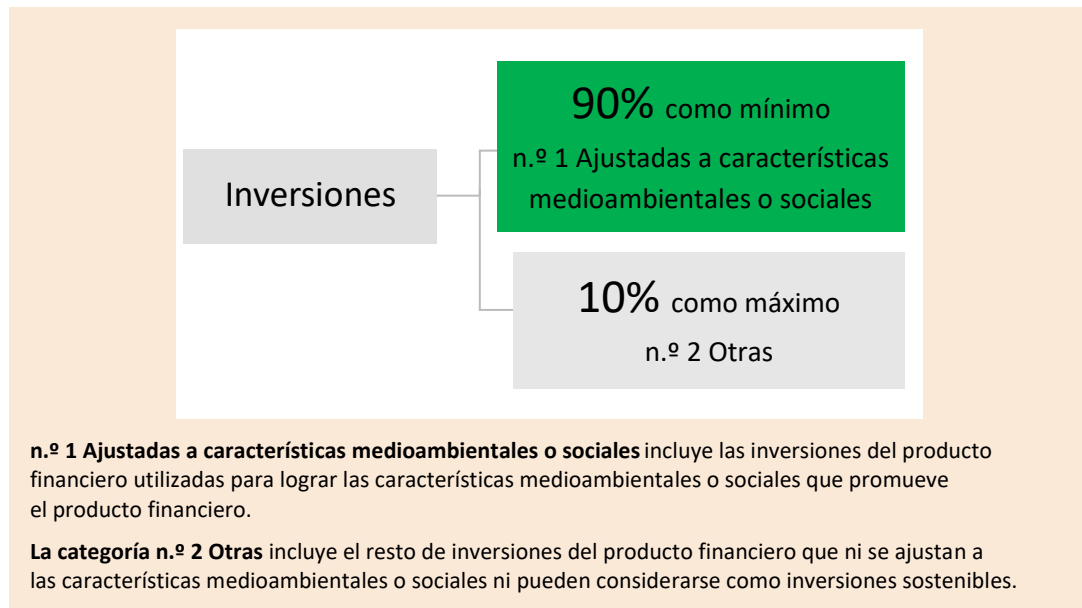 90% como mínimo
n.º 1 Ajustadas a características
medioambientales o sociales
Inversiones
10% como máximo
n.º 2 Otras
n.º 1 Ajustadas a características medioambientales o sociales incluye las inversiones del producto
financiero utilizadas para lograr las características medioambientales o sociales que promueve
el producto financiero.
La categoría n.º 2 Otras incluye el resto de inversiones del producto financiero que ni se ajustan a
las características medioambientales o sociales ni pueden considerarse como inversiones sostenibles.